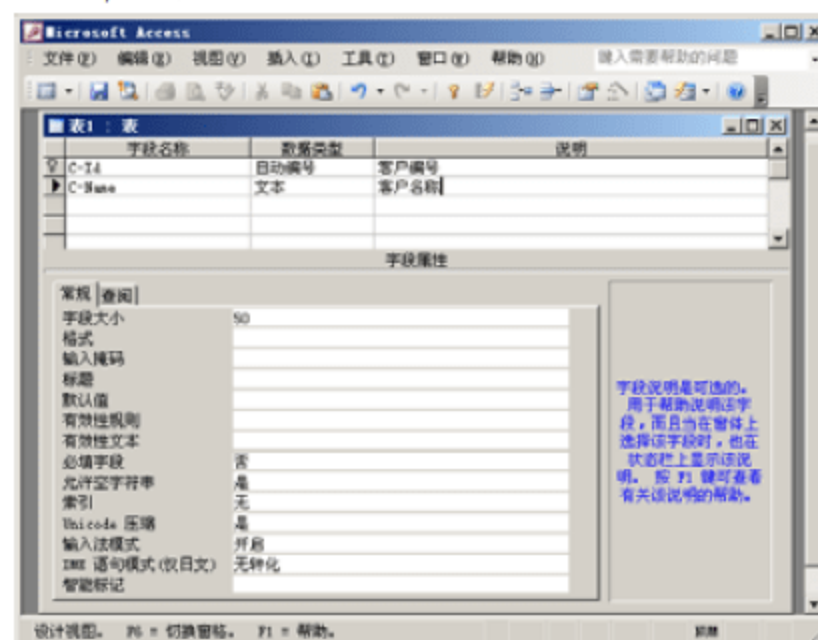 Microsoft Access
文件(F) 编辑(E) 视图(V) 插入(I) 工具(T) 窗口(W) 帮助(H) 键入需要帮助的问题
表1 : 表
字段名称 数据类型 说明
C-Id 自动编号 客户编号
C-Name 文本 客户名称
字段属性
常规 查阅
字段大小 50
格式
输入掩码
标题
默认值
有效性规则
有效性文本
必填字段 否
允许空字符串 是
索引 无
Unicode 压缩 是
输入法模式 开启
IME 语句模式(仅日文) 无转化
智能标记
字段说明是可选的。
用于帮助说明该字
段，而且当在窗体上
选择该字段时，也在
状态栏上显示该说
明。 按 F1 键可查看
有关该说明的帮助。
设计视图。 F6 = 切换窗格。 F1 = 帮助。